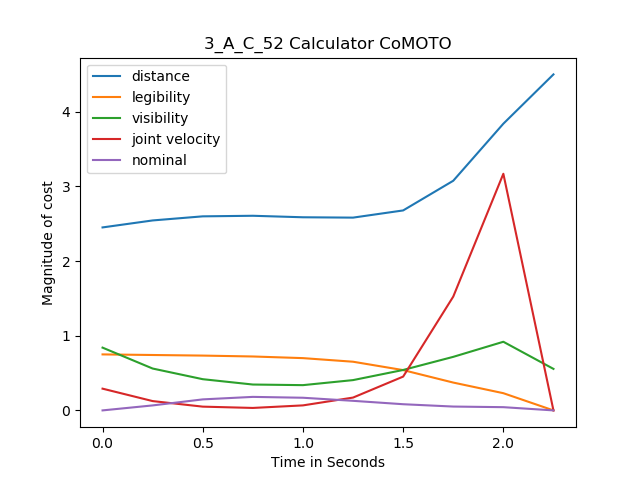 3_A_C_52 Calculator CoMOTO
distance
legibility
visibility
joint velocity
nominal
Magnitude of cost
4
3
2
1
0
0.0 0.5 1.0 1.5 2.0
Time in Seconds